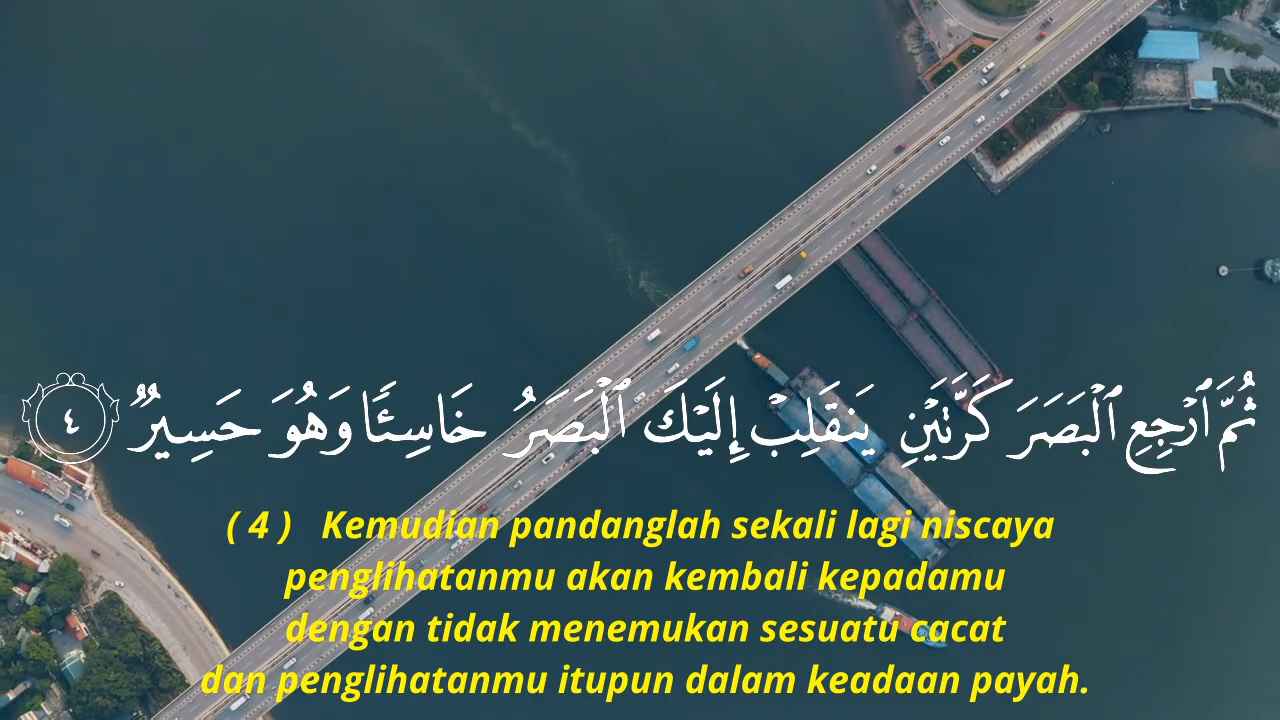 ثُمَّ ٱرْجِعِ ٱلْبَصَرَ كَرَّتَيْنِ يَنقَلِبْ إِلَيْكَ ٱلْبَصَرُ خَاسِئًا وَهُوَ حَسِيرٌ ٤
( 4 ) Kemudian pandanglah sekali lagi niscaya
penglihatanmu akan kembali kepadamu
dengan tidak menemukan sesuatu cacat
dan penglihatanmu itupun dalam keadaan payah.